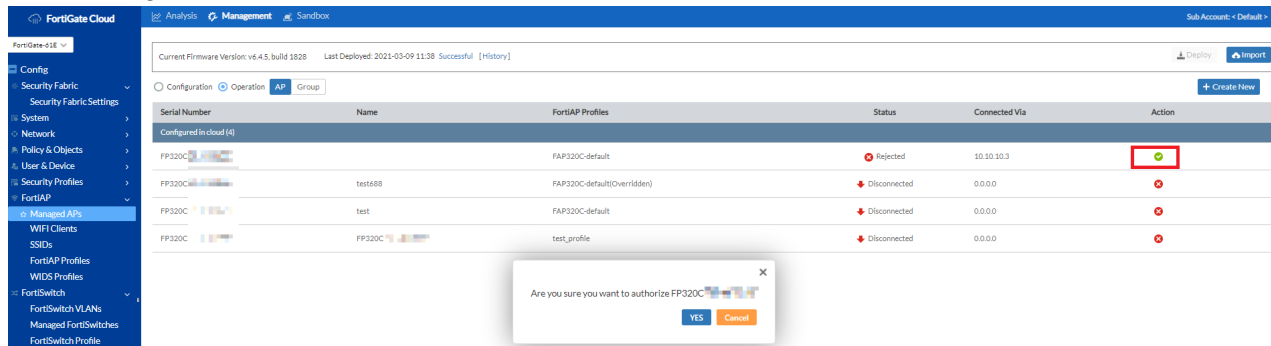 FortiGate Cloud
Analysis Management Sandbox
Sub Account: < Default >
FortiGate-61E
Config
Security Fabric
Security Fabric Settings
System
Network
Policy & Objects
User & Device
Security Profiles
FortiAP
Managed APs
WIFI Clients
SSIDs
FortiAP Profiles
WIDS Profiles
FortiSwitch
FortiSwitch VLANs
Managed FortiSwitches
FortiSwitch Profile
Current Firmware Version: v6.4.5, build 1828 Last Deployed: 2021-03-09 11:38 Successful [History]
Deploy Import
Configuration Operation AP Group
+ Create New
Serial Number Name FortiAP Profiles Status Connected Via Action
Configured in cloud (4)
FP320C FAP320C-default Rejected 10.10.10.3
FP320C test688 FAP320C-default(Overridden) Disconnected 0.0.0.0
FP320C test FAP320C-default Disconnected 0.0.0.0
FP320C FP320C test_profile Disconnected 0.0.0.0
×
Are you sure you want to authorize FP320C
YES Cancel